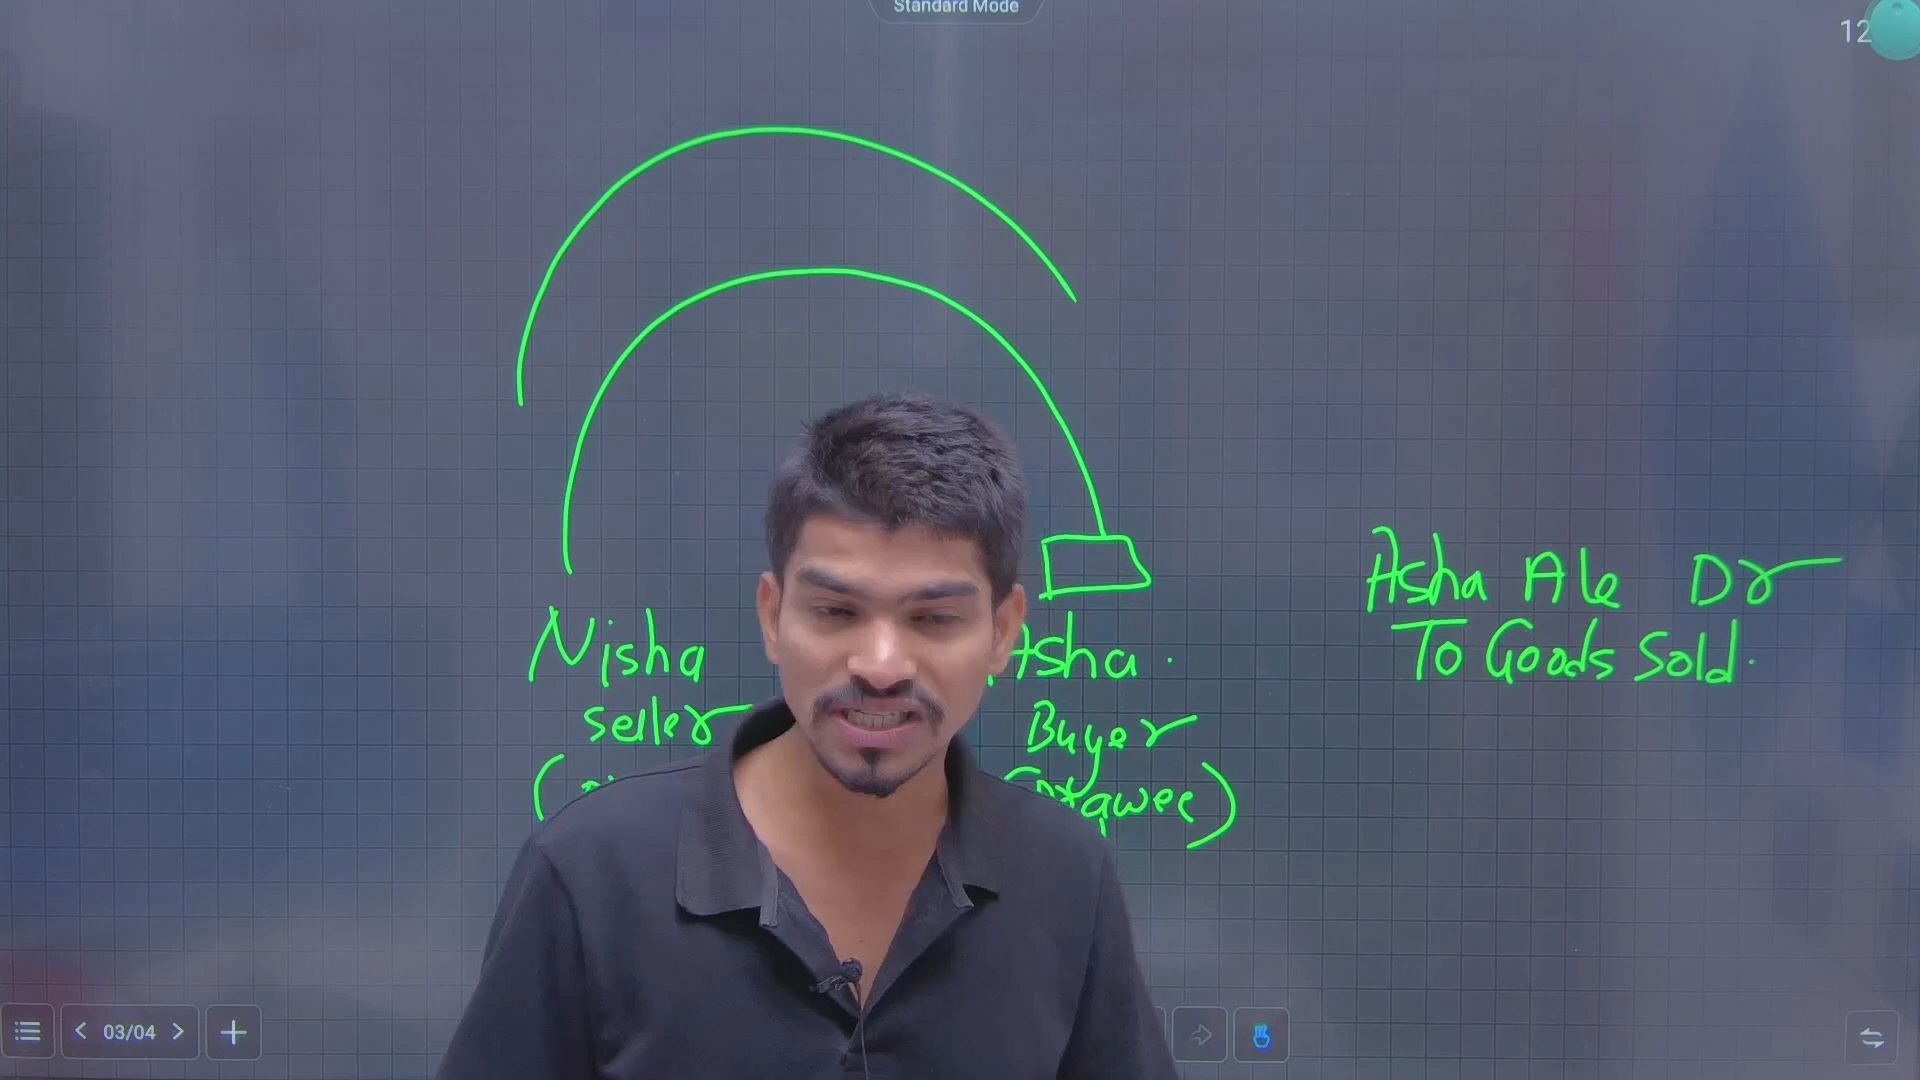 Standard Mode
12
Asha A/c Dr
To Goods Sold.
Nisha
Asha.
Seller
Buyer
03/04